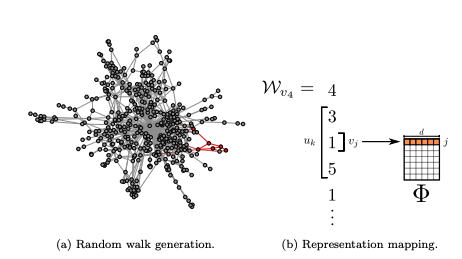 𝒲v4 = 4
3
uk 1 vj
5
1
⋮
d
j
Φ
(a) Random walk generation.
(b) Representation mapping.